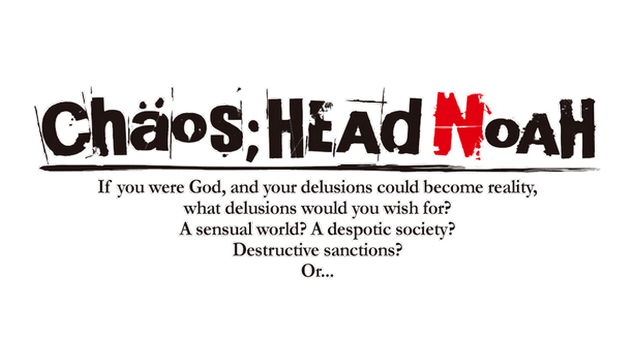 Chäos;HEAd NoAH
If you were God, and your delusions could become reality,
what delusions would you wish for?
A sensual world? A despotic society?
Destructive sanctions?
Or...